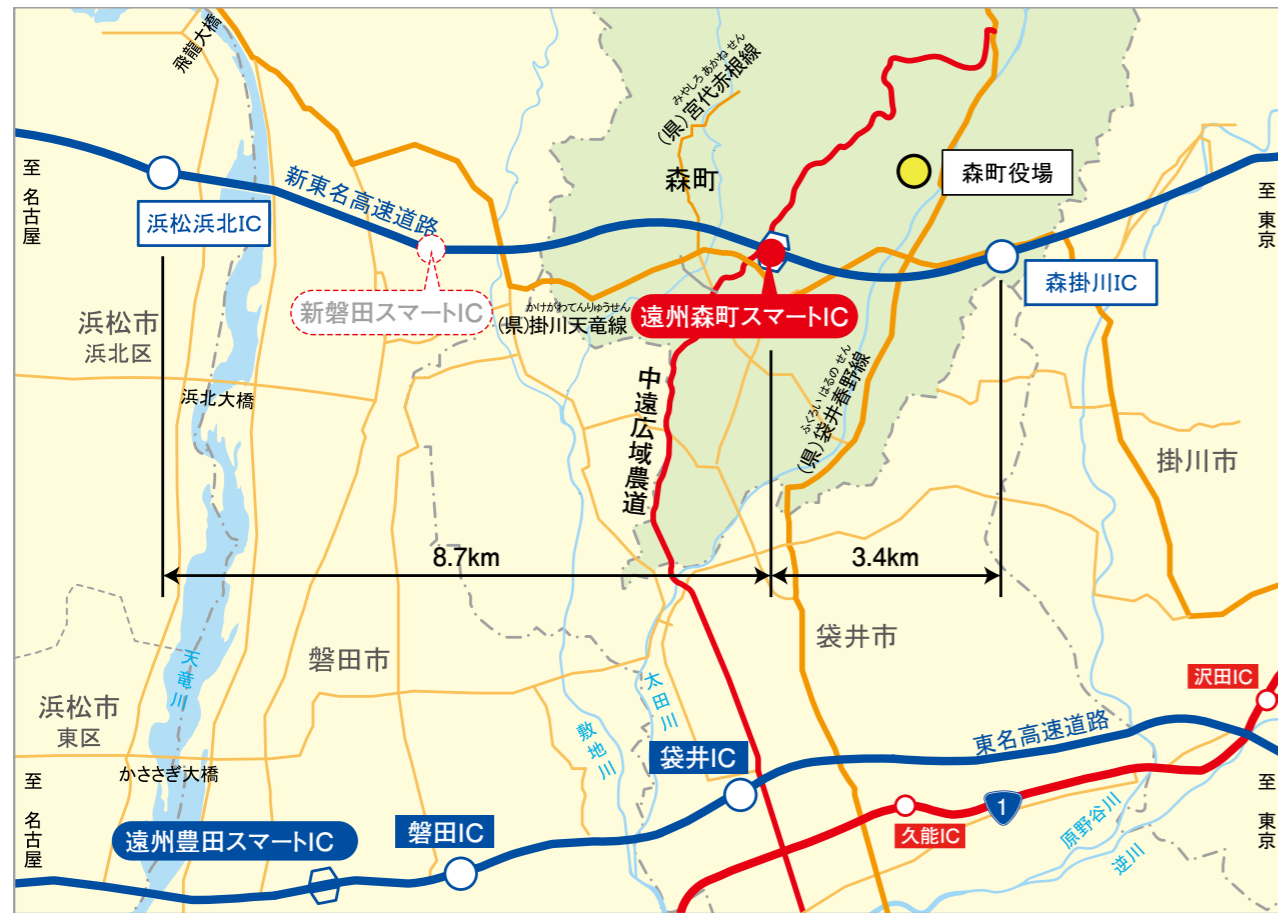 飛龍大橋
みやしろ あかね せん
(県)宮代赤根線
至 名古屋
浜松浜北IC
新東名高速道路
森町
森町役場
至 東京
新磐田スマートIC
かけがわてんりゅうせん
(県)掛川天竜線
遠州森町スマートIC
森掛川IC
浜松市
浜北区
浜北大橋
中遠広域農道
ふくろい はるの せん
(県)袋井春野線
掛川市
8.7km
3.4km
磐田市
袋井市
天竜川
浜松市
東区
太田川
敷地川
沢田IC
東名高速道路
袋井IC
かささぎ大橋
至 名古屋
遠州豊田スマートIC
磐田IC
久能IC
1
原野谷川
逆川
至 東京